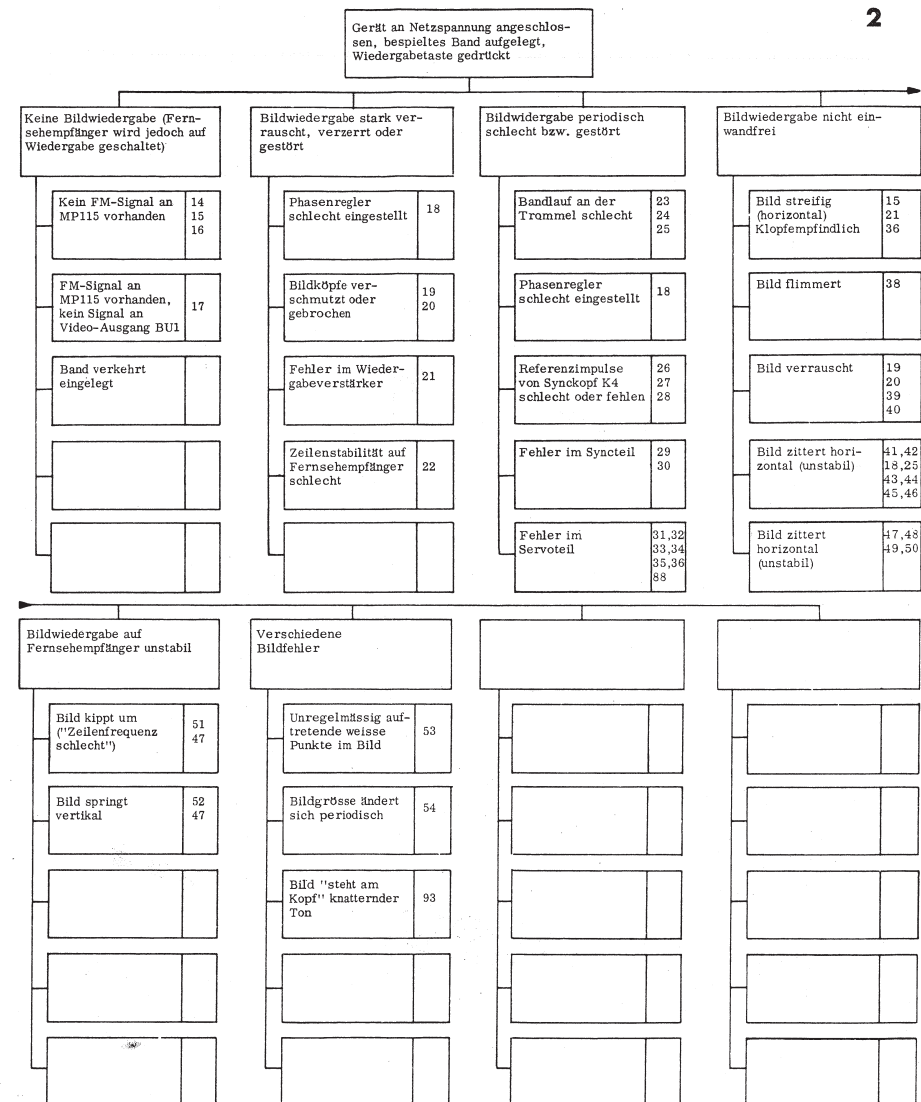 2
Gerät an Netzspannung angeschlos-
sen, bespieltes Band aufgelegt,
Wiedergabetaste gedrückt
Keine Bildwiedergabe (Fern-
sehempfänger wird jedoch auf
Wiedergabe geschaltet)
Kein FM-Signal an
MP115 vorhanden
14
15
16
FM-Signal an
MP115 vorhanden,
kein Signal an
Video-Ausgang BU1
17
Band verkehrt
eingelegt
Bildwiedergabe stark ver-
rauscht, verzerrt oder
gestört
Phasenregler
schlecht eingestellt
18
Bildköpfe ver-
schmutzt oder
gebrochen
19
20
Fehler im Wieder-
gabeverstärker
21
Zeilenstabilität auf
Fernsehempfänger
schlecht
22
Bildwidergabe periodisch
schlecht bzw. gestört
Bandlauf an der
Trommel schlecht
23
24
25
Phasenregler
schlecht eingestellt
18
Referenzimpulse
von Synckopf K4
schlecht oder fehlen
26
27
28
Fehler im Syncteil
29
30
Fehler im
Servoteil
31,32
33,34
35,36
88
Bildwiedergabe nicht ein-
wandfrei
Bild streifig
(horizontal)
Klopfempfindlich
15
21
36
Bild flimmert
38
Bild verrauscht
19
20
39
40
Bild zittert hori-
zontal (unstabil)
41,42
18,25
43,44
45,46
Bild zittert
horizontal
(unstabil)
47,48
49,50
Bildwiedergabe auf
Fernsehempfänger unstabil
Bild kippt um
("Zeilenfrequenz
schlecht")
51
47
Bild springt
vertikal
52
47
Verschiedene
Bildfehler
Unregelmässig auf-
tretende weisse
Punkte im Bild
53
Bildgrösse ändert
sich periodisch
54
Bild "steht am
Kopf" knatternder
Ton
93